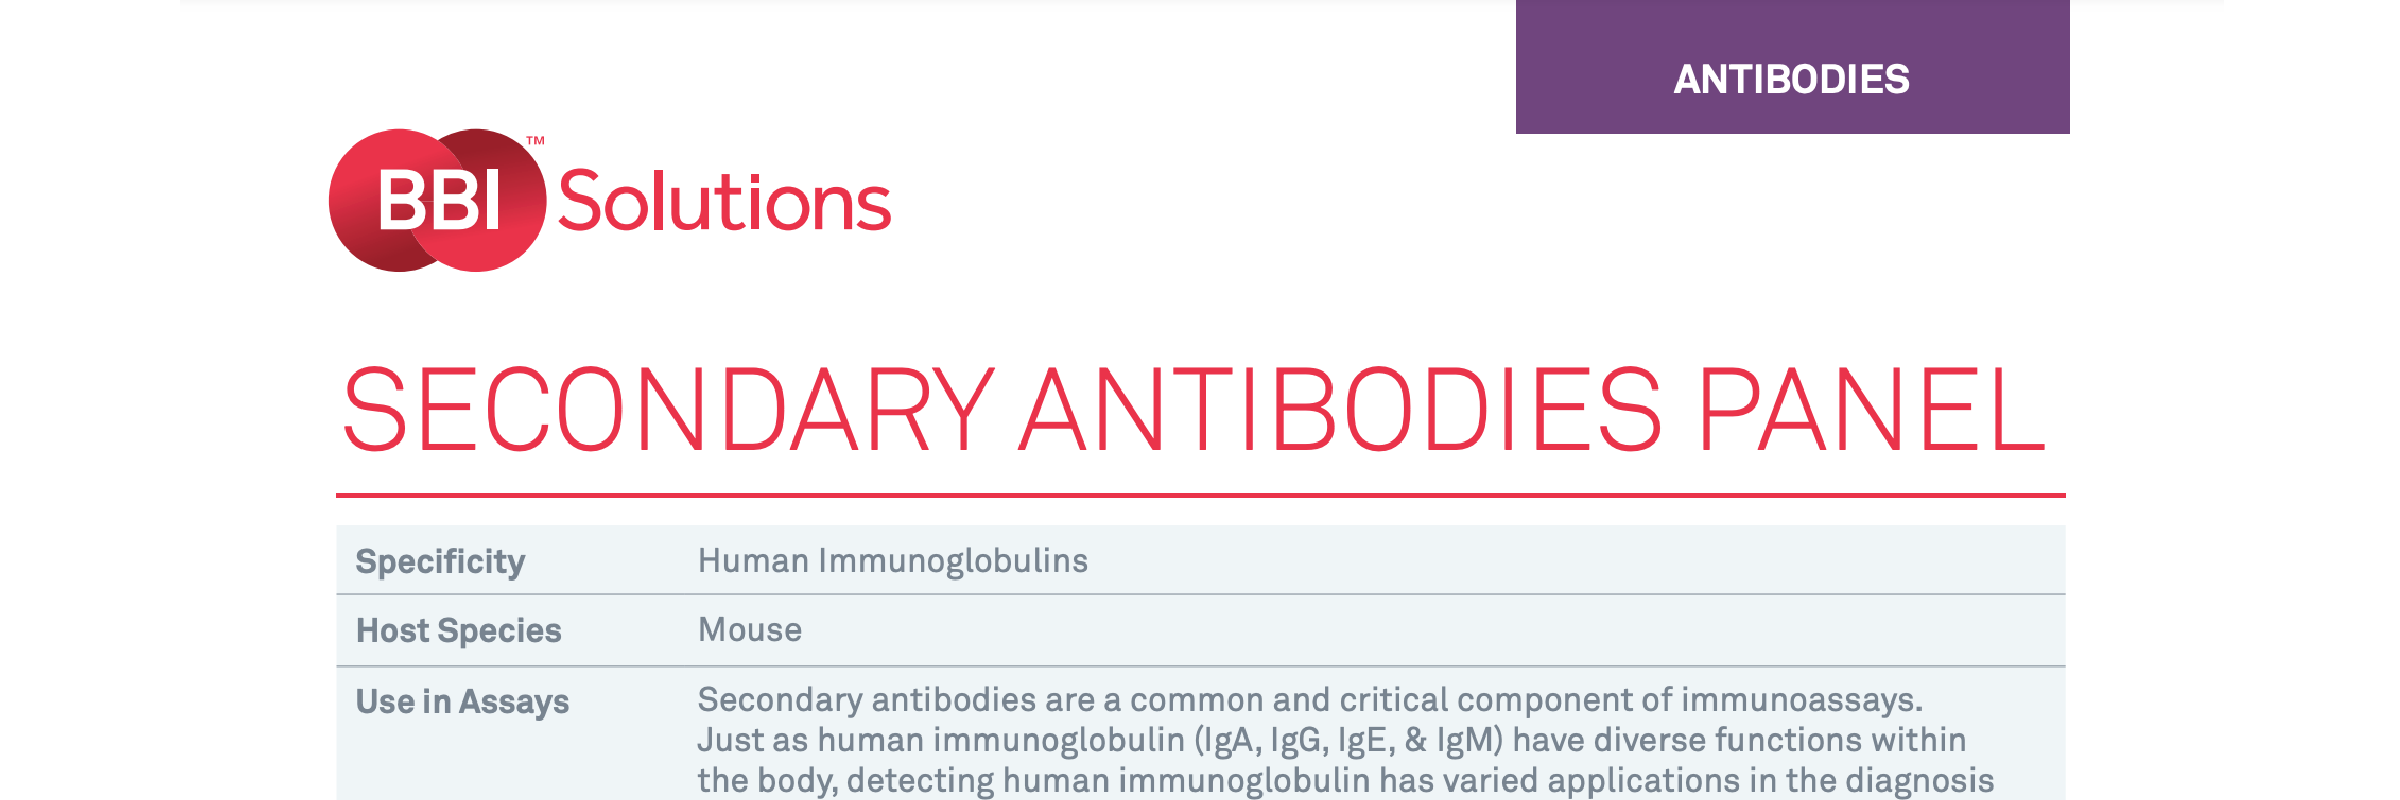 ANTIBODIES
BBI Solutions™
SECONDARY ANTIBODIES PANEL
Specificity Human Immunoglobulins
Host Species Mouse
Use in Assays Secondary antibodies are a common and critical component of immunoassays.
Just as human immunoglobulin (IgA, IgG, IgE, & IgM) have diverse functions within
the body, detecting human immunoglobulin has varied applications in the diagnosis